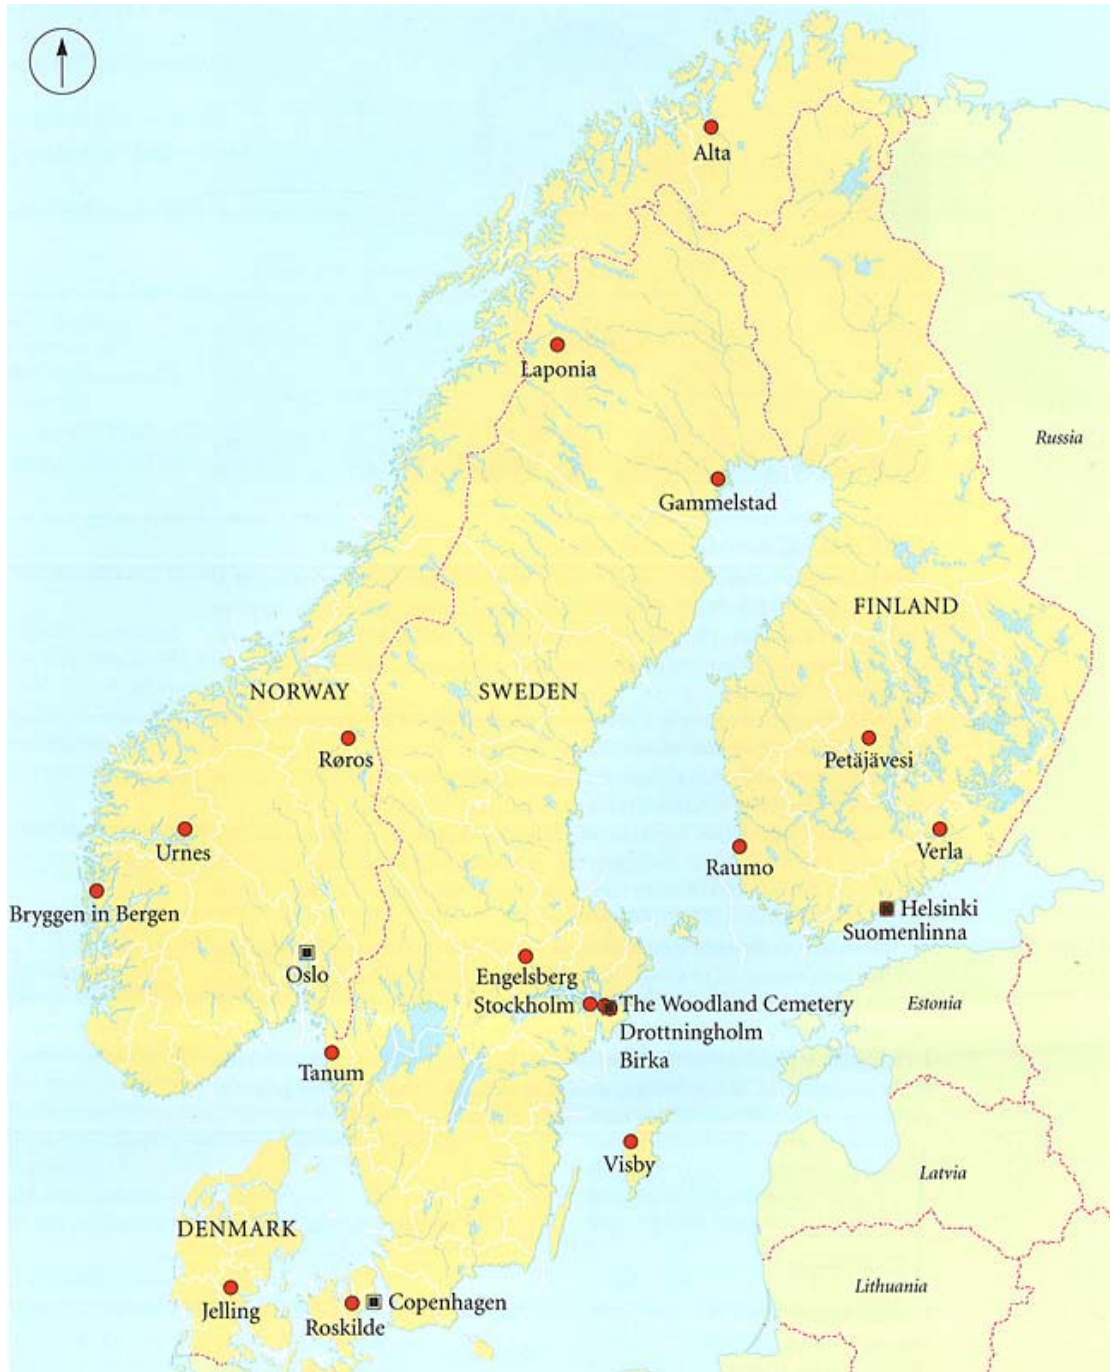 Alta
Laponia
Russia
Gammelstad
FINLAND
NORWAY
SWEDEN
Røros
Petäjävesi
Urnes
Raumo
Verla
Bryggen in Bergen
Helsinki
Suomenlinna
Oslo
Engelsberg
Stockholm
The Woodland Cemetery
Drottningholm
Birka
Estonia
Tanum
Visby
Latvia
DENMARK
Lithuania
Jelling
Copenhagen
Roskilde